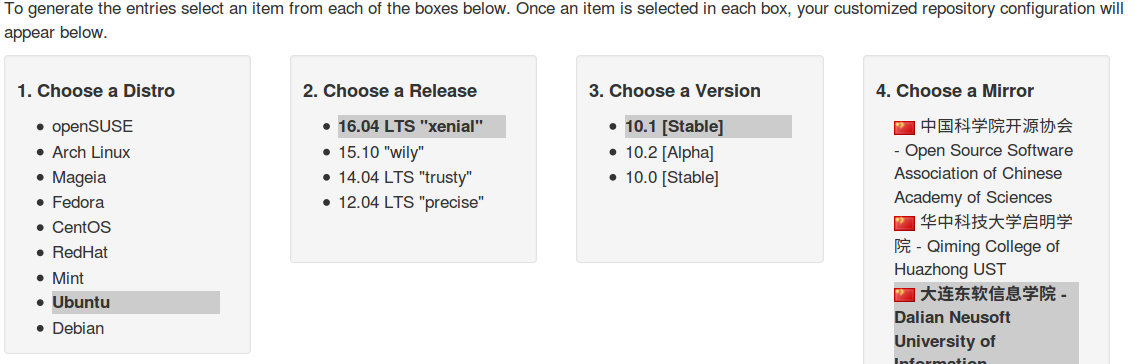 To generate the entries select an item from each of the boxes below. Once an item is selected in each box, your customized repository configuration will
appear below.
1. Choose a Distro
openSUSE
Arch Linux
Mageia
Fedora
CentOS
RedHat
Mint
Ubuntu
Debian
2. Choose a Release
16.04 LTS "xenial"
15.10 "wily"
14.04 LTS "trusty"
12.04 LTS "precise"
3. Choose a Version
10.1 [Stable]
10.2 [Alpha]
10.0 [Stable]
4. Choose a Mirror
中国科学院开源协会
- Open Source Software
Association of Chinese
Academy of Sciences
华中科技大学启明学
院 - Qiming College of
Huazhong UST
大连东软信息学院 -
Dalian Neusoft
University of
Information